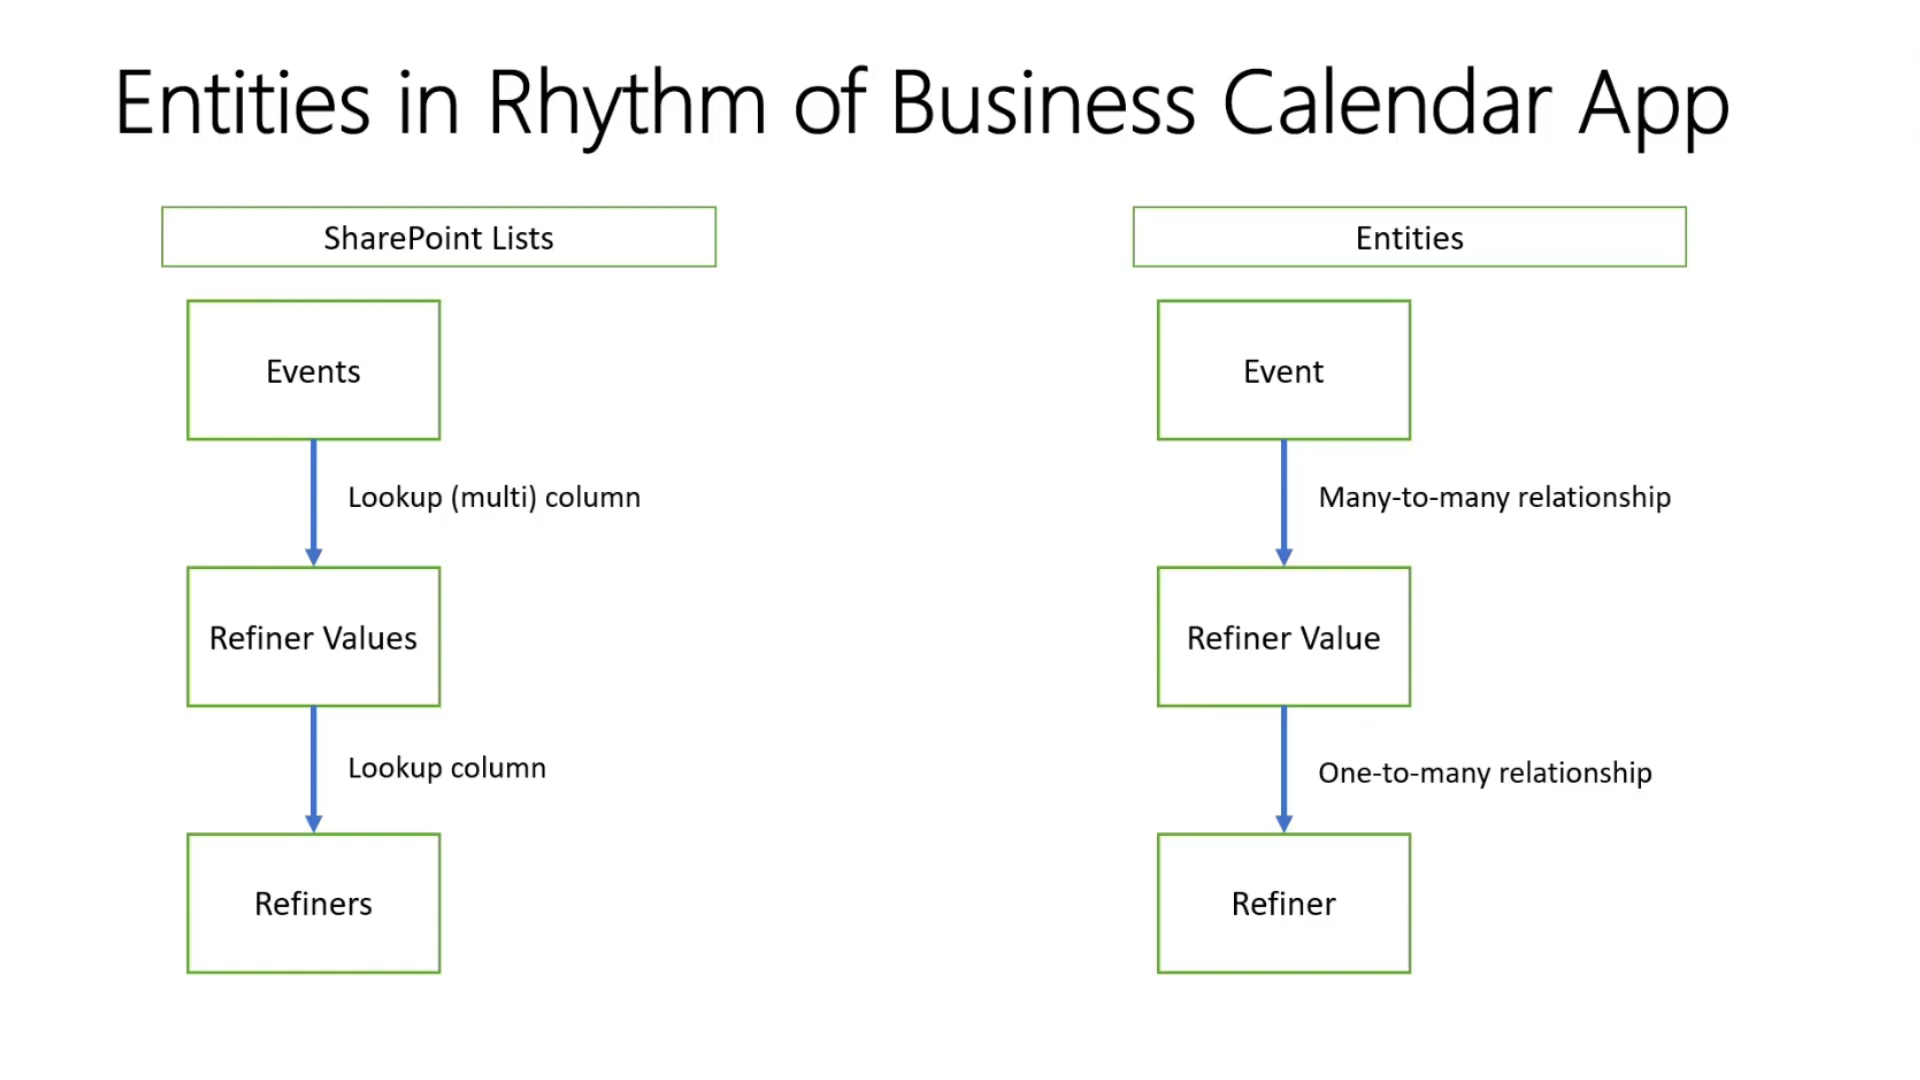 Entities in Rhythm of Business Calendar App
SharePoint Lists
Events
Lookup (multi) column
Refiner Values
Lookup column
Refiners
Entities
Event
Many-to-many relationship
Refiner Value
One-to-many relationship
Refiner